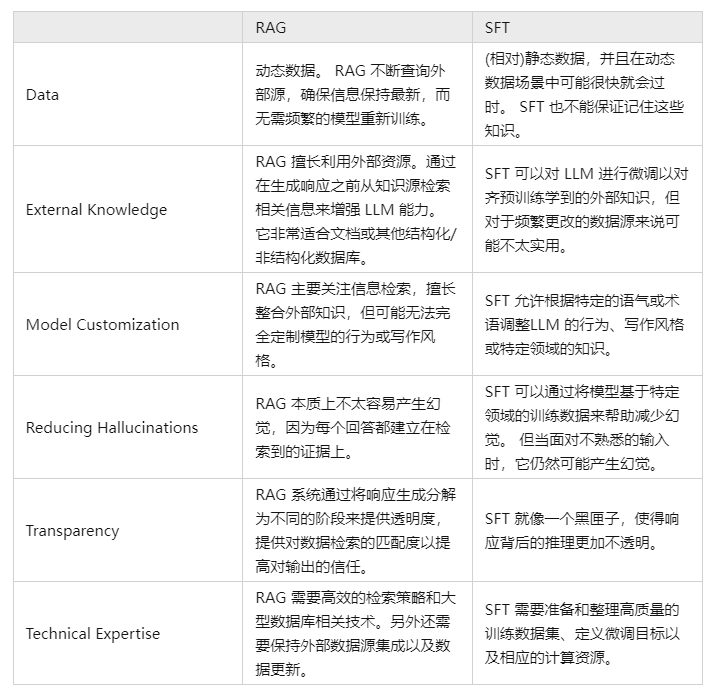 RAG
SFT
Data
动态数据。 RAG 不断查询外
部源，确保信息保持最新，而
无需频繁的模型重新训练。
(相对)静态数据，并且在动态
数据场景中可能很快就会过
时。 SFT 也不能保证记住这些
知识。
External Knowledge
RAG 擅长利用外部资源。通过
在生成响应之前从知识源检索
相关信息来增强 LLM 能力。
它非常适合文档或其他结构化/
非结构化数据库。
SFT 可以对 LLM 进行微调以对
齐预训练学到的外部知识，但
对于频繁更改的数据源来说可
能不太实用。
Model Customization
RAG 主要关注信息检索，擅长
整合外部知识，但可能无法完
全定制模型的行为或写作风
格。
SFT 允许根据特定的语气或术
语调整LLM 的行为、写作风格
或特定领域的知识。
Reducing Hallucinations
RAG 本质上不太容易产生幻
觉，因为每个回答都建立在检
索到的证据上。
SFT 可以通过将模型基于特定
领域的训练数据来帮助减少幻
觉。 但当面对不熟悉的输入
时，它仍然可能产生幻觉。
Transparency
RAG 系统通过将响应生成分解
为不同的阶段来提供透明度，
提供对数据检索的匹配度以提
高对输出的信任。
SFT 就像一个黑匣子，使得响
应背后的推理更加不透明。
Technical Expertise
RAG 需要高效的检索策略和大
型数据库相关技术。另外还需
要保持外部数据源集成以及数
据更新。
SFT 需要准备和整理高质量的
训练数据集、定义微调目标以
及相应的计算资源。